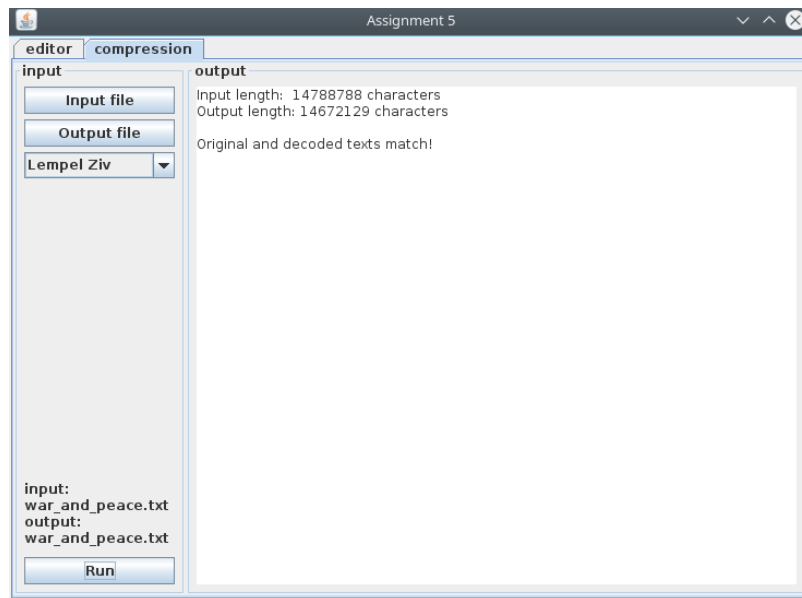 Assignment 5
editor compression
input
Input file
Output file
Lempel Ziv
input:
war_and_peace.txt
output:
war_and_peace.txt
Run
output
Input length:  14788788 characters
Output length: 14672129 characters
Original and decoded texts match!